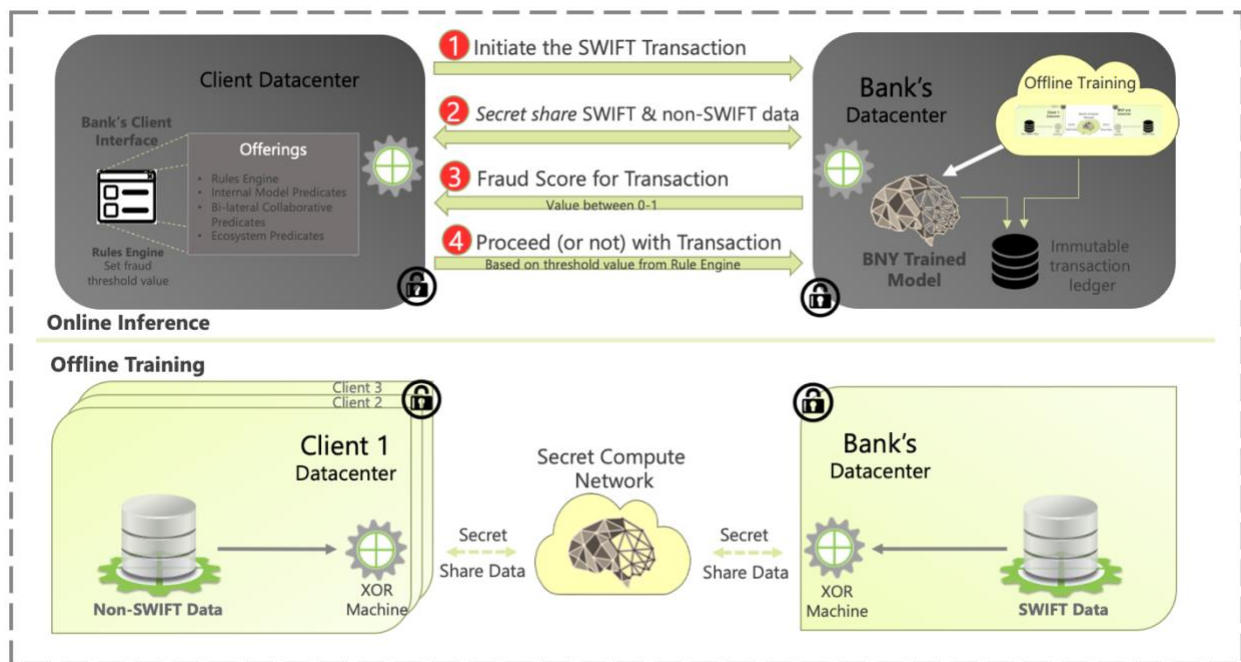 Client Datacenter
Bank's Client
Interface
Offerings
• Rules Engine
• Internal Model Predicates
• Bi-lateral Collaborative
Predicates
• Ecosystem Predicates
Rules Engine
Set fraud
threshold value
1 Initiate the SWIFT Transaction
2 Secret share SWIFT & non-SWIFT data
3 Fraud Score for Transaction
Value between 0-1
4 Proceed (or not) with Transaction
Based on threshold value from Rule Engine
Bank's
Datacenter
Offline Training
BNY Trained
Model
Immutable
transaction
ledger
Online Inference
Offline Training
Client 3
Client 2
Client 1
Datacenter
Non-SWIFT Data
XOR
Machine
Secret
Share Data
Secret Compute
Network
Secret
Share Data
Bank's
Datacenter
XOR
Machine
SWIFT Data